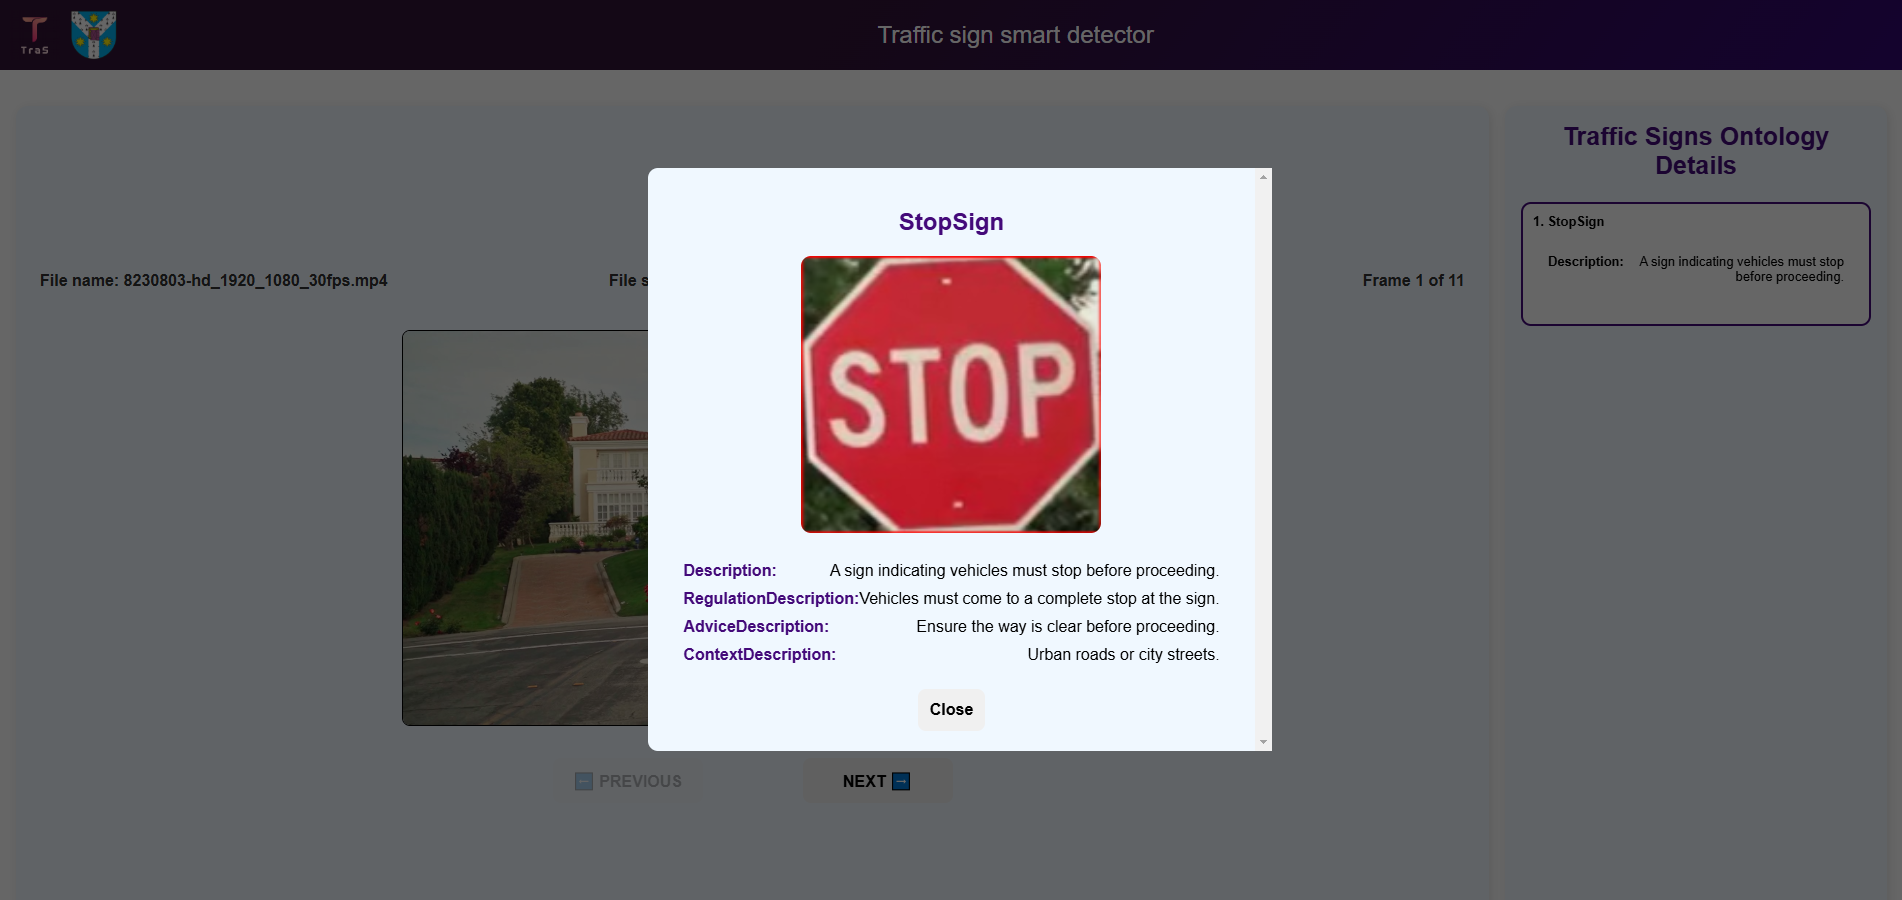 TraS
Traffic sign smart detector
File name: 8230803-hd_1920_1080_30fps.mp4
File s
Frame 1 of 11
StopSign
STOP
Description: A sign indicating vehicles must stop before proceeding.
RegulationDescription:Vehicles must come to a complete stop at the sign.
AdviceDescription: Ensure the way is clear before proceeding.
ContextDescription: Urban roads or city streets.
Close
PREVIOUS
NEXT
Traffic Signs Ontology
Details
1. StopSign
Description: A sign indicating vehicles must stop
before proceeding.